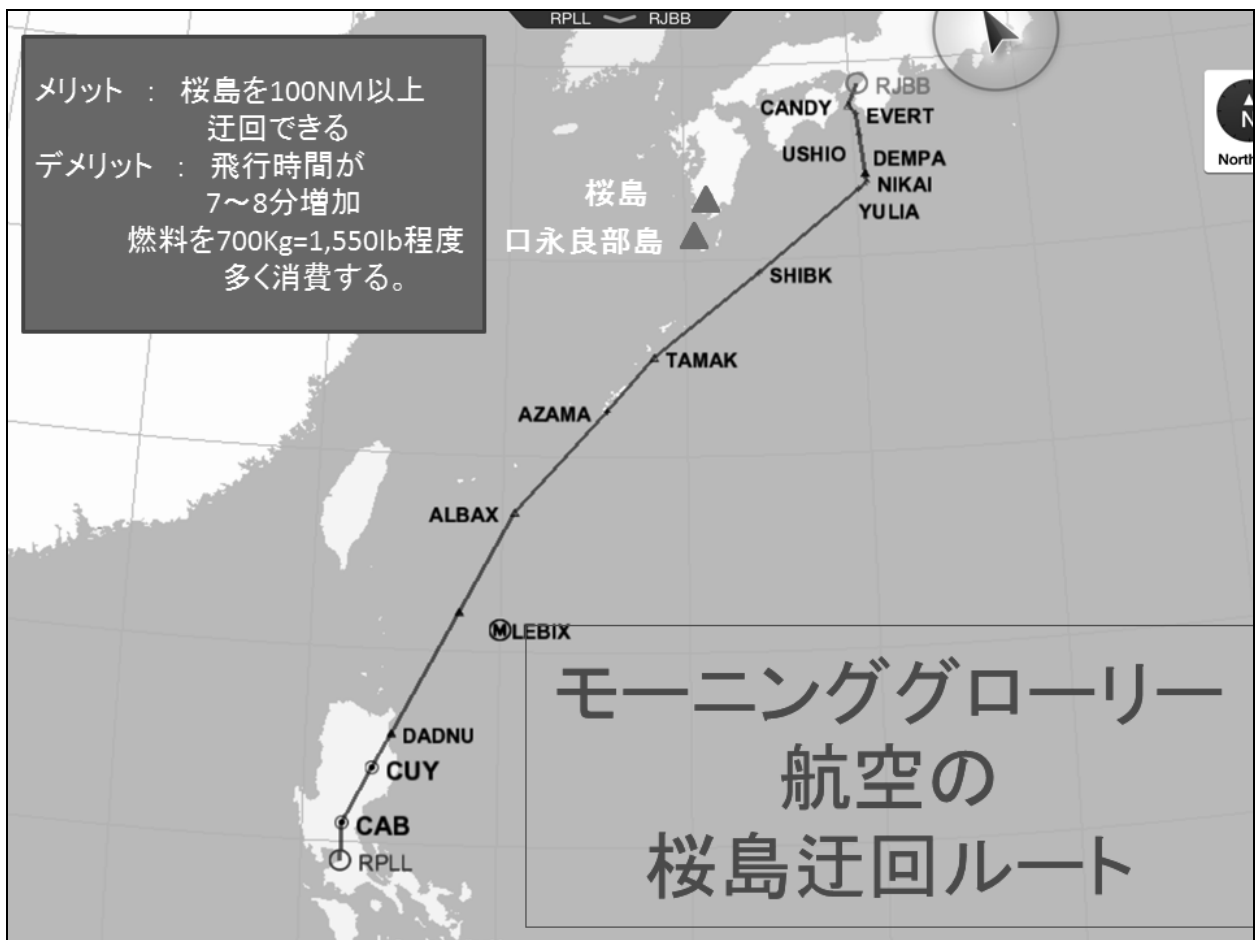 RPLL RJBB
メリット ： 桜島を100NM以上
迂回できる
デメリット ： 飛行時間が
7～8分増加
燃料を700Kg=1,550lb程度
多く消費する。
RJBB
CANDY
EVERT
USHIO
DEMPA
NIKAI
YULIA
N
North
桜島
口永良部島
SHIBK
TAMAK
AZAMA
ALBAX
M LEBIX
DADNU
CUY
CAB
RPLL
モーニンググローリー
航空の
桜島迂回ルート